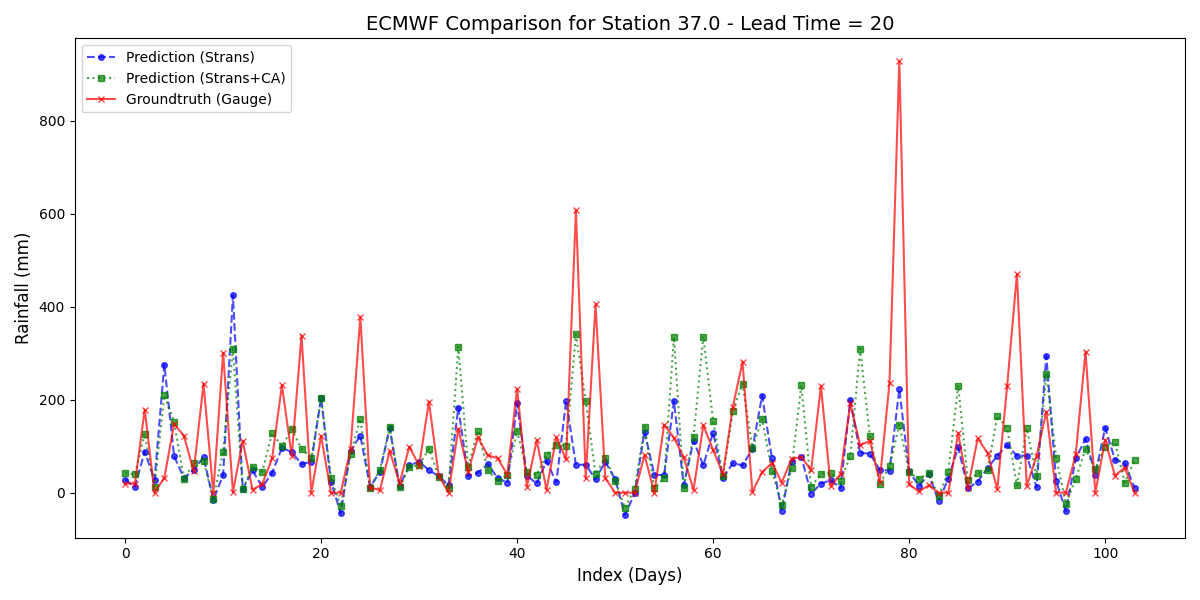 ECMWF Comparison for Station 37.0 - Lead Time = 20
Prediction (Strans)
Prediction (Strans+CA)
Groundtruth (Gauge)
Rainfall (mm)
800
600
400
200
0
0 20 40 60 80 100
Index (Days)